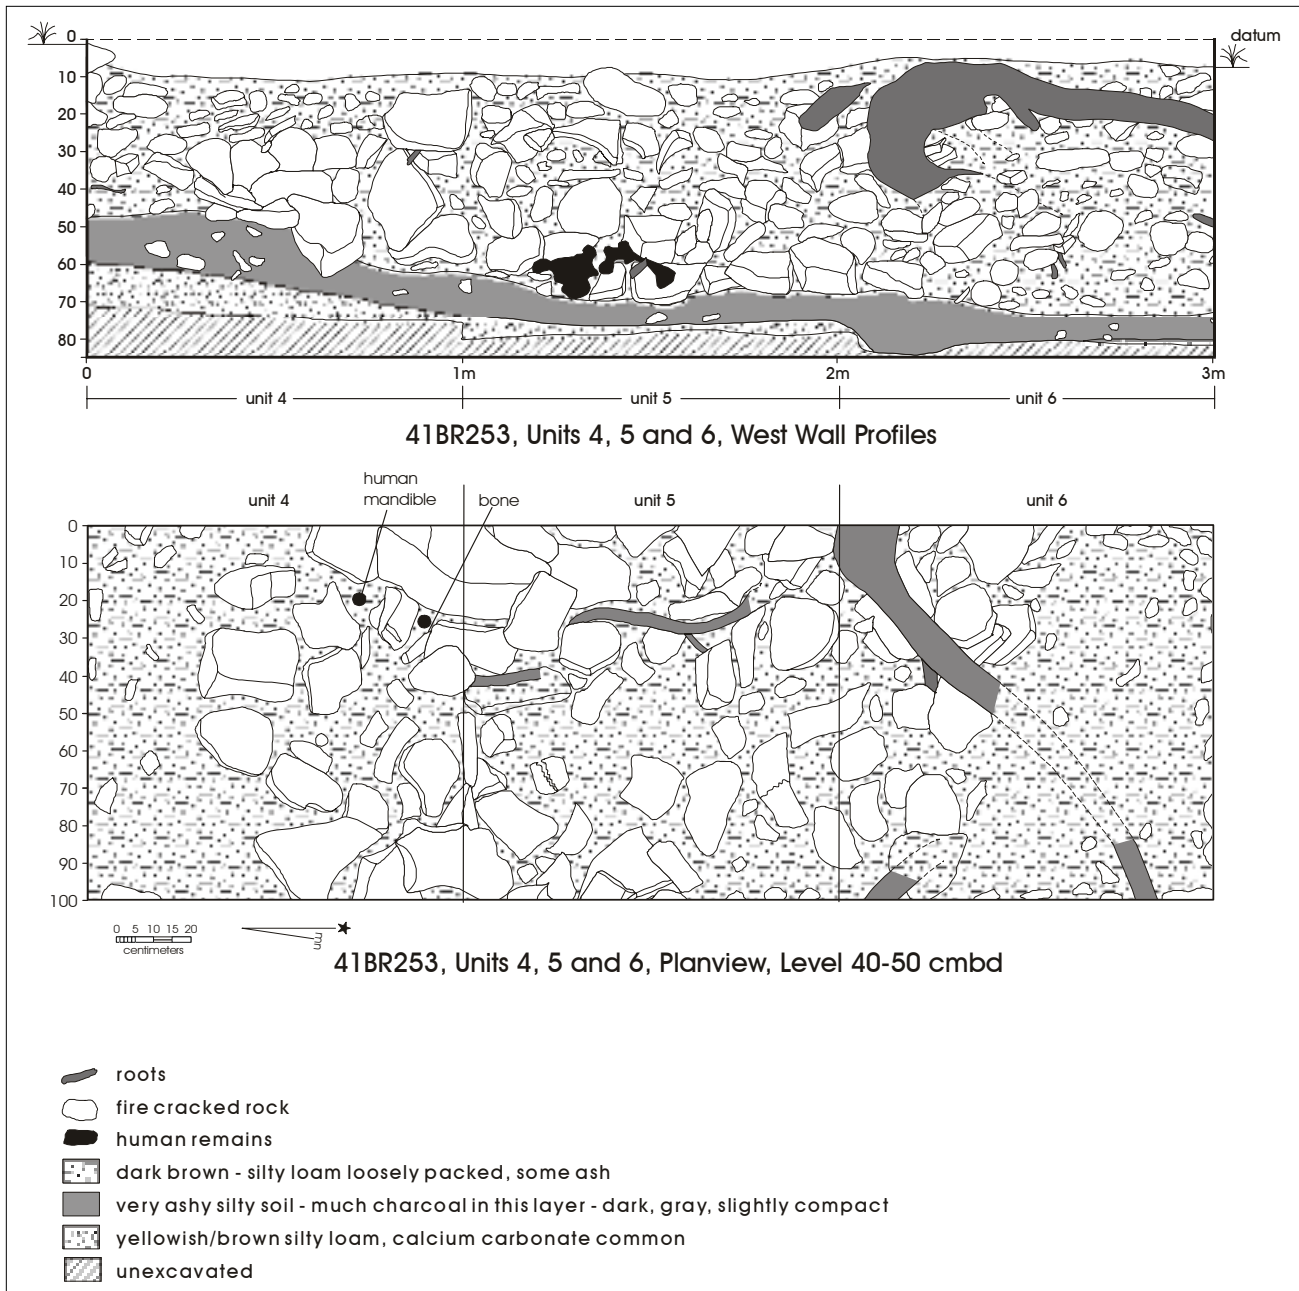 0 datum
10
20
30
40
50
60
70
80
0 1m 2m 3m
unit 4 unit 5 unit 6
41BR253, Units 4, 5 and 6, West Wall Profiles
human
mandible
bone
unit 4 unit 5 unit 6
0
10
20
30
40
50
60
70
80
90
100
0 5 10 15 20
centimeters
41BR253, Units 4, 5 and 6, Planview, Level 40-50 cmbd
roots
fire cracked rock
human remains
dark brown - silty loam loosely packed, some ash
very ashy silty soil - much charcoal in this layer - dark, gray, slightly compact
yellowish/brown silty loam, calcium carbonate common
unexcavated